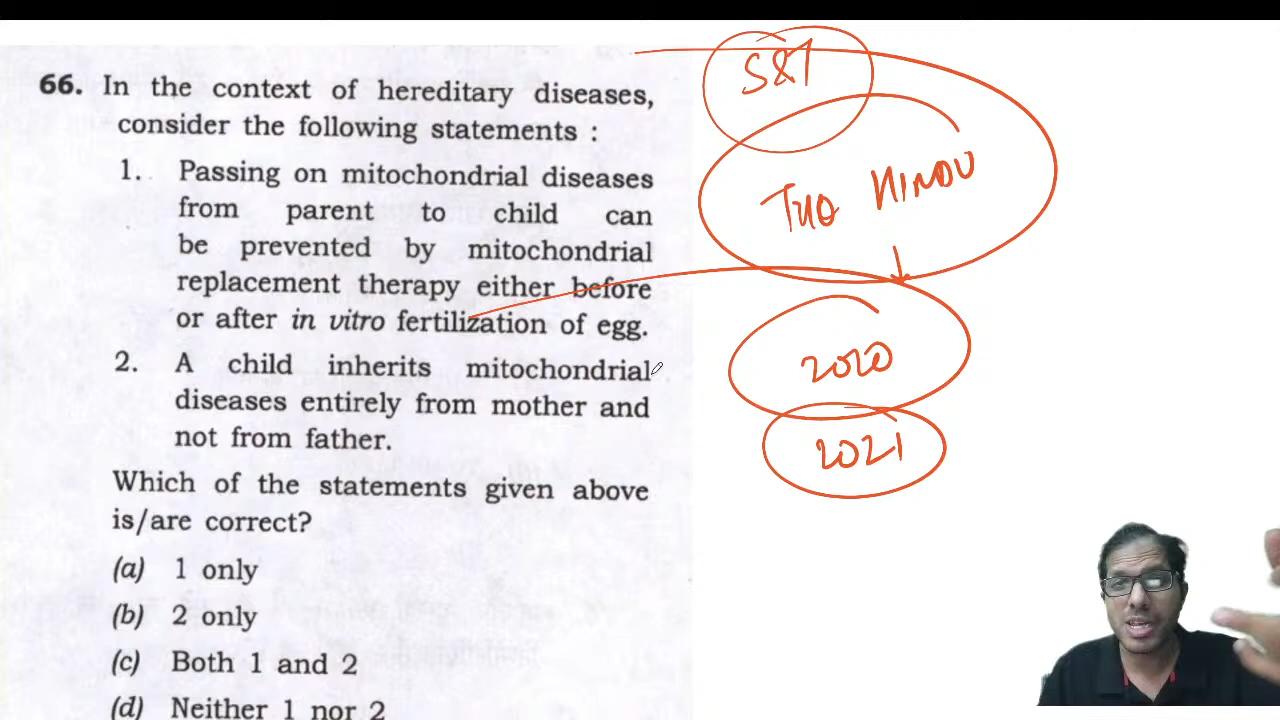 66. In the context of hereditary diseases,
consider the following statements :
1. Passing on mitochondrial diseases
from parent to child can
be prevented by mitochondrial
replacement therapy either before
or after in vitro fertilization of egg.
2. A child inherits mitochondrial
diseases entirely from mother and
not from father.
Which of the statements given above
is/are correct?
(a) 1 only
(b) 2 only
(c) Both 1 and 2
(d) Neither 1 nor 2
S&T
THE HINDU
2020
2021